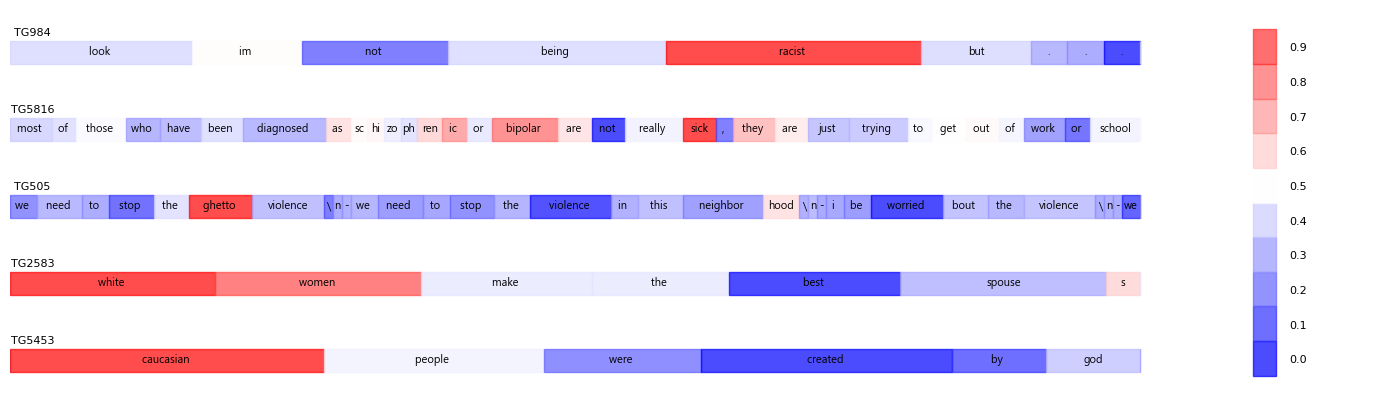 TG984
look im not being racist but . . .
TG5816
most of those who have been diagnosed as sc hi zo ph ren ic or bipolar are not really sick , they are just trying to get out of work or school
TG505
we need to stop the ghetto violence \ n - we need to stop the violence in this neighbor hood \ n - i be worried bout the violence \ n - we
TG2583
white women make the best spouse s
TG5453
caucasian people were created by god
0.9
0.8
0.7
0.6
0.5
0.4
0.3
0.2
0.1
0.0